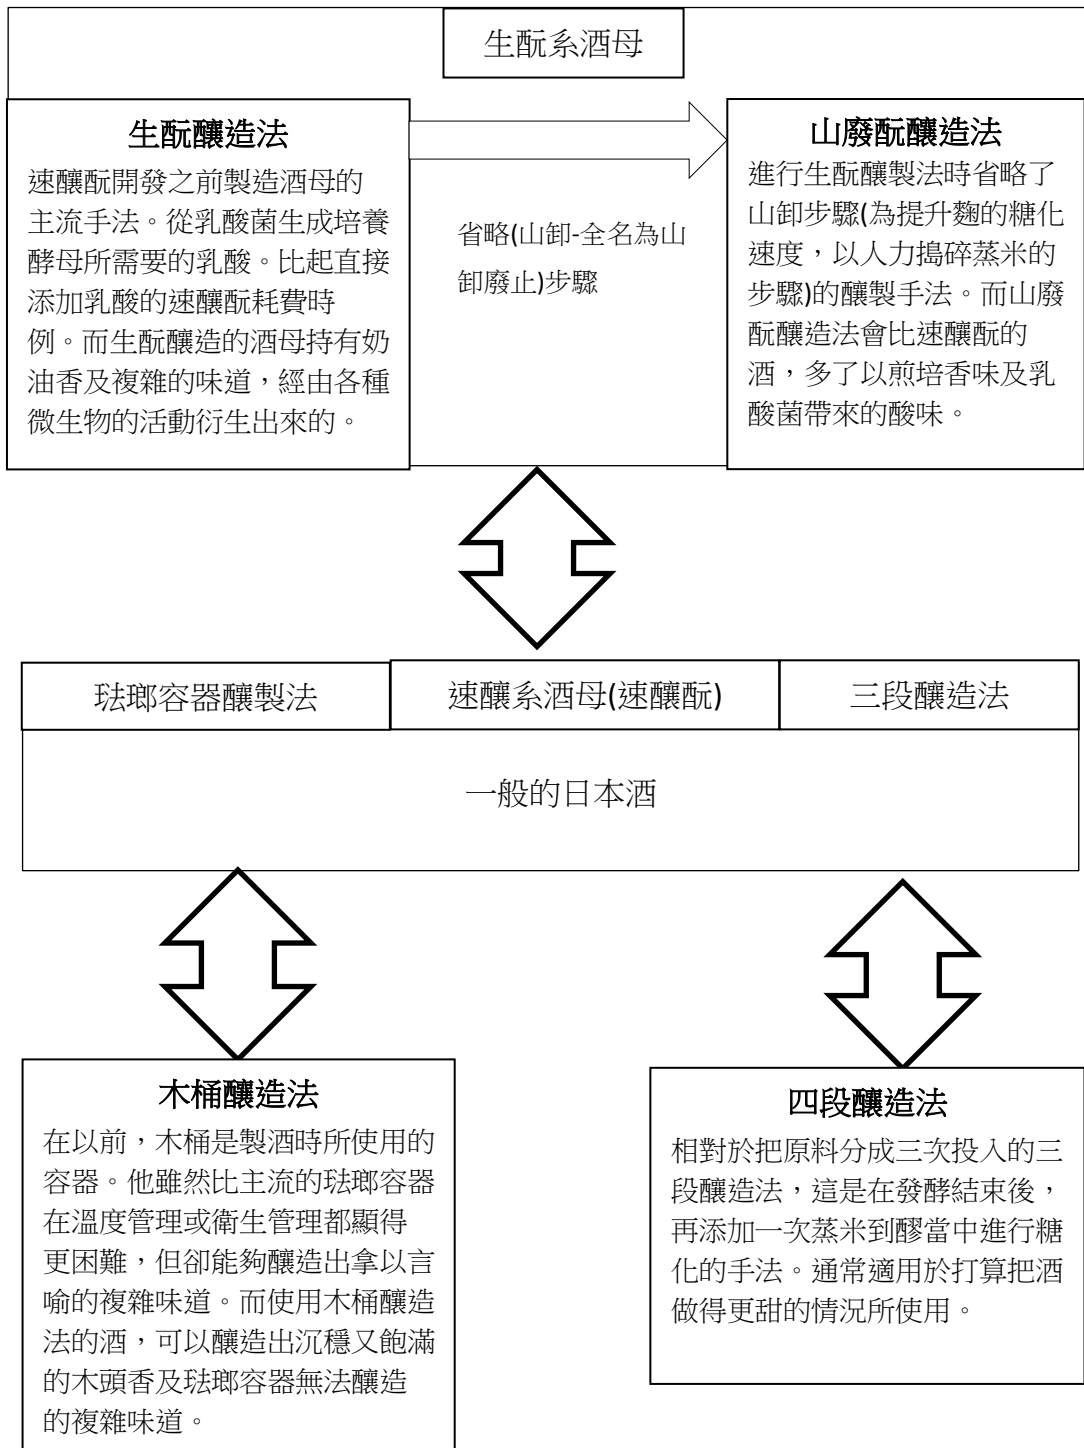 生酛系酒母
生酛釀造法
速釀酛開發之前製造酒母的
主流手法。從乳酸菌生成培養
酵母所需要的乳酸。比起直接
添加乳酸的速釀酛耗費時
例。而生酛釀造的酒母持有奶
油香及複雜的味道，經由各種
微生物的活動衍生出來的。
省略(山卸-全名為山
卸廢止)步驟
山廢酛釀造法
進行生酛釀製法時省略了
山卸步驟(為提升麴的糖化
速度，以人力搗碎蒸米的
步驟)的釀製手法。而山廢
酛釀造法會比速釀酛的
酒，多了以煎培香味及乳
酸菌帶來的酸味。
琺瑯容器釀製法
速釀系酒母(速釀酛)
三段釀造法
一般的日本酒
木桶釀造法
在以前，木桶是製酒時所使用的
容器。他雖然比主流的琺瑯容器
在溫度管理或衛生管理都顯得
更困難，但卻能夠釀造出拿以言
喻的複雜味道。而使用木桶釀造
法的酒，可以釀造出沉穩又飽滿
的木頭香及琺瑯容器無法釀造
的複雜味道。
四段釀造法
相對於把原料分成三次投入的三
段釀造法，這是在發酵結束後，
再添加一次蒸米到醪當中進行糖
化的手法。通常適用於打算把酒
做得更甜的情況所使用。